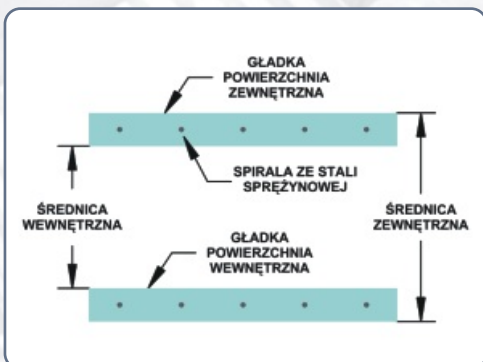 GŁADKA
POWIERZCHNIA
ZEWNĘTRZNA
SPIRALA ZE STALI
SPRĘŻYNOWEJ
ŚREDNICA
WEWNĘTRZNA
ŚREDNICA
ZEWNĘTRZNA
GŁADKA
POWIERZCHNIA
WEWNĘTRZNA